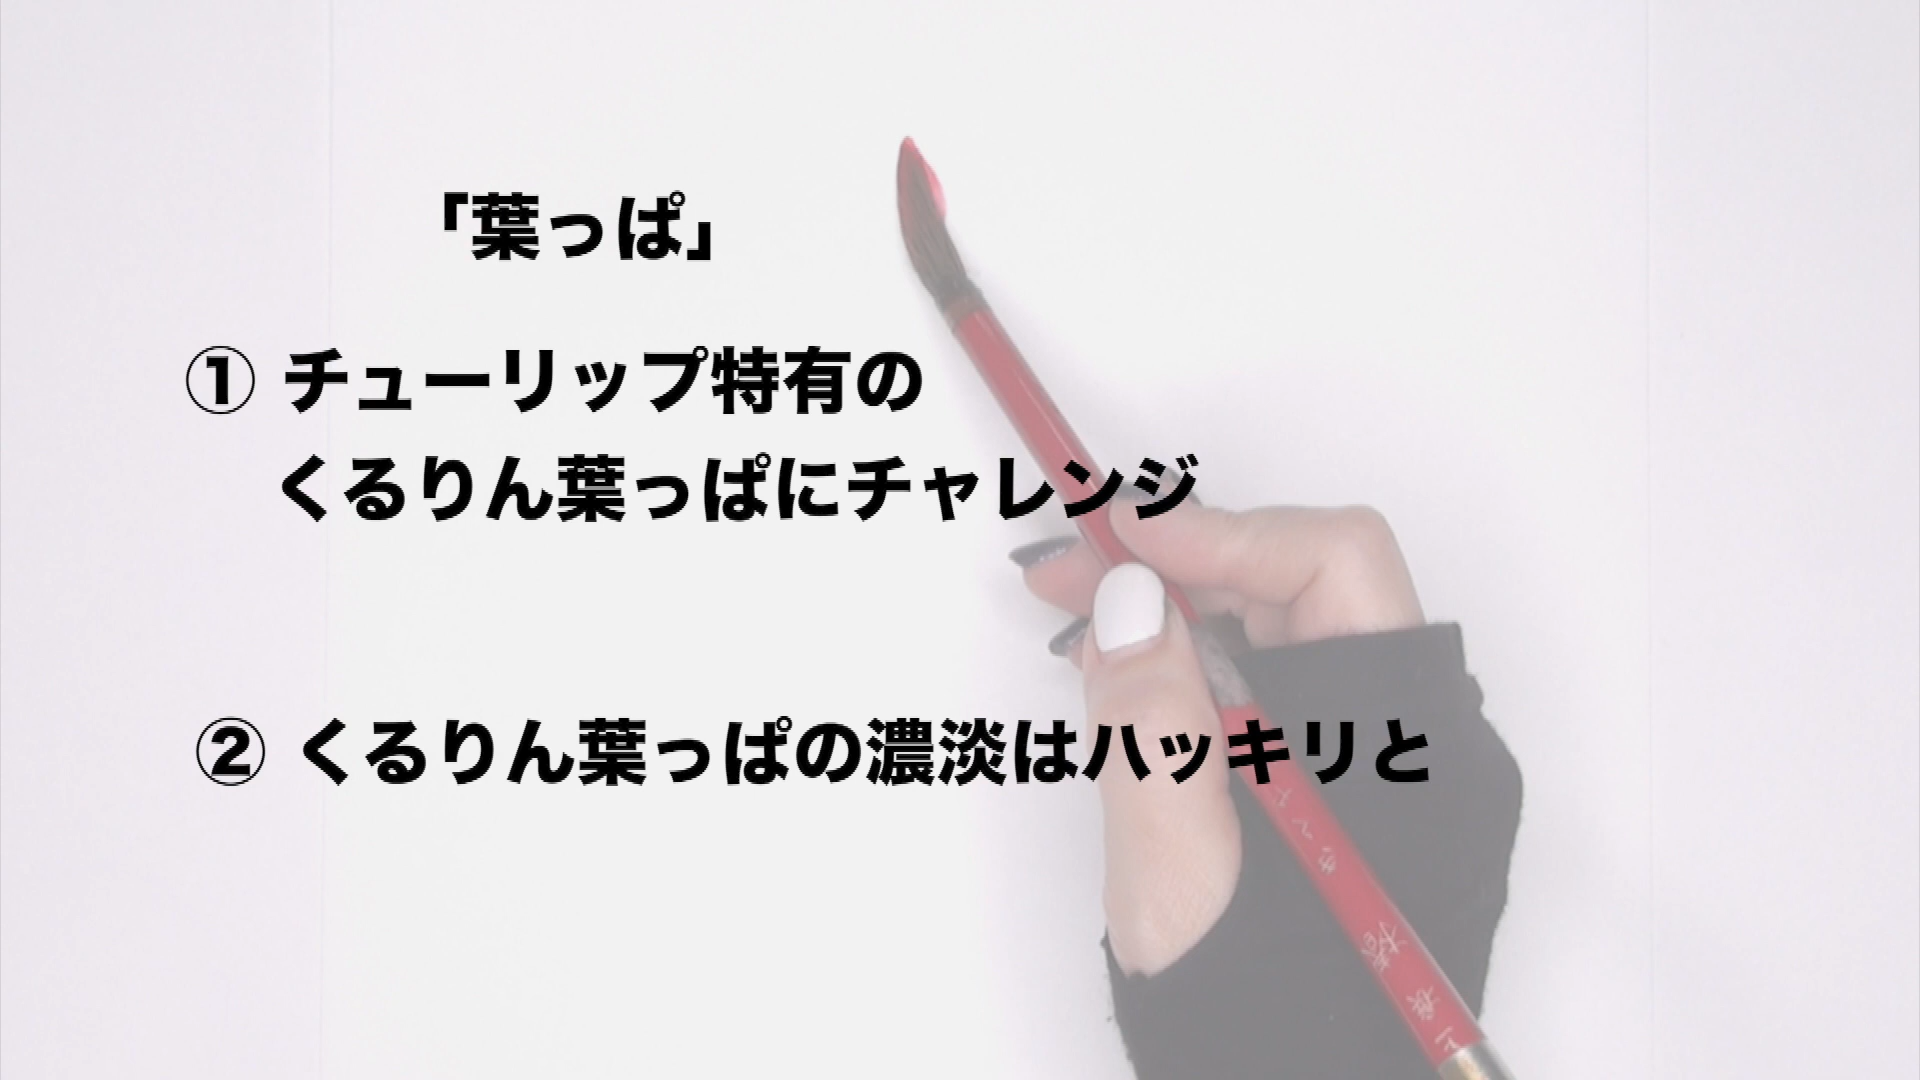 「葉っぱ」
① チューリップ特有の
くるりん葉っぱにチャレンジ
② くるりん葉っぱの濃淡はハッキリと